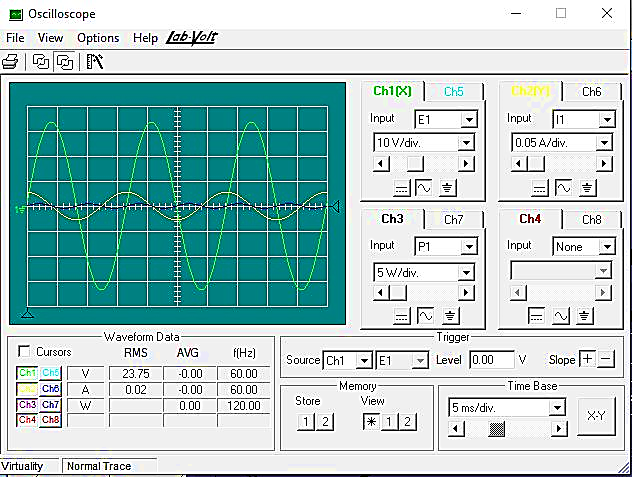 Oscilloscope
File View Options Help Lab-Volt
Ch1(X) Ch5
Input E1
10 V/div.
Ch2(Y) Ch6
Input I1
0.05 A/div.
Ch3 Ch7
Input P1
5 W/div.
Ch4 Ch8
Input None
1
Waveform Data
Cursors RMS AVG f(Hz)
Ch1 Ch5 V 23.75 -0.00 60.00
Ch2 Ch6 A 0.02 -0.00 60.00
Ch3 Ch7 W 0.00 120.00
Ch4 Ch8
Trigger
Source Ch1 E1 Level 0.00 V Slope + −
Memory
Store View
1 2 * 1 2
Time Base
5 ms/div.
X-Y
Virtuality Normal Trace